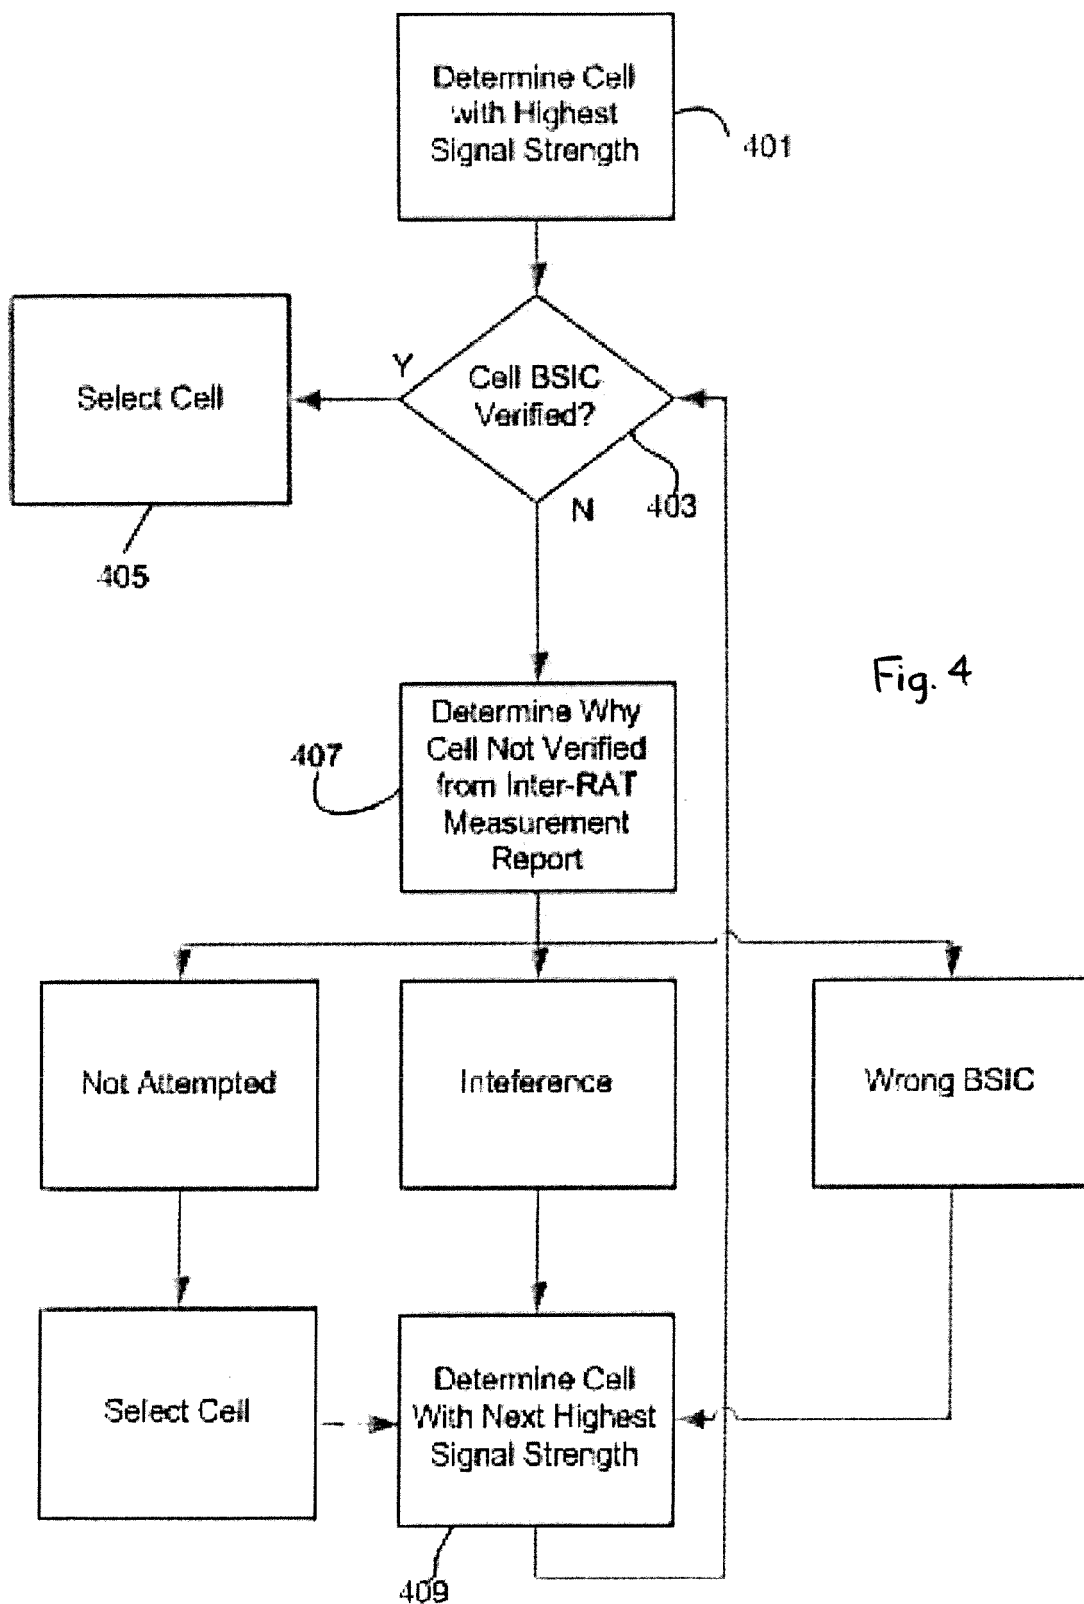 Determine Cell
with Highest
Signal Strength
401
Y
Cell BSIC
Verified?
Select Cell
403
N
405
Fig. 4
Determine Why
Cell Not Verified
from Inter-RAT
Measurement
Report
407
Not Attempted
Inteference
Wrong BSIC
Select Cell
Determine Cell
With Next Highest
Signal Strength
409